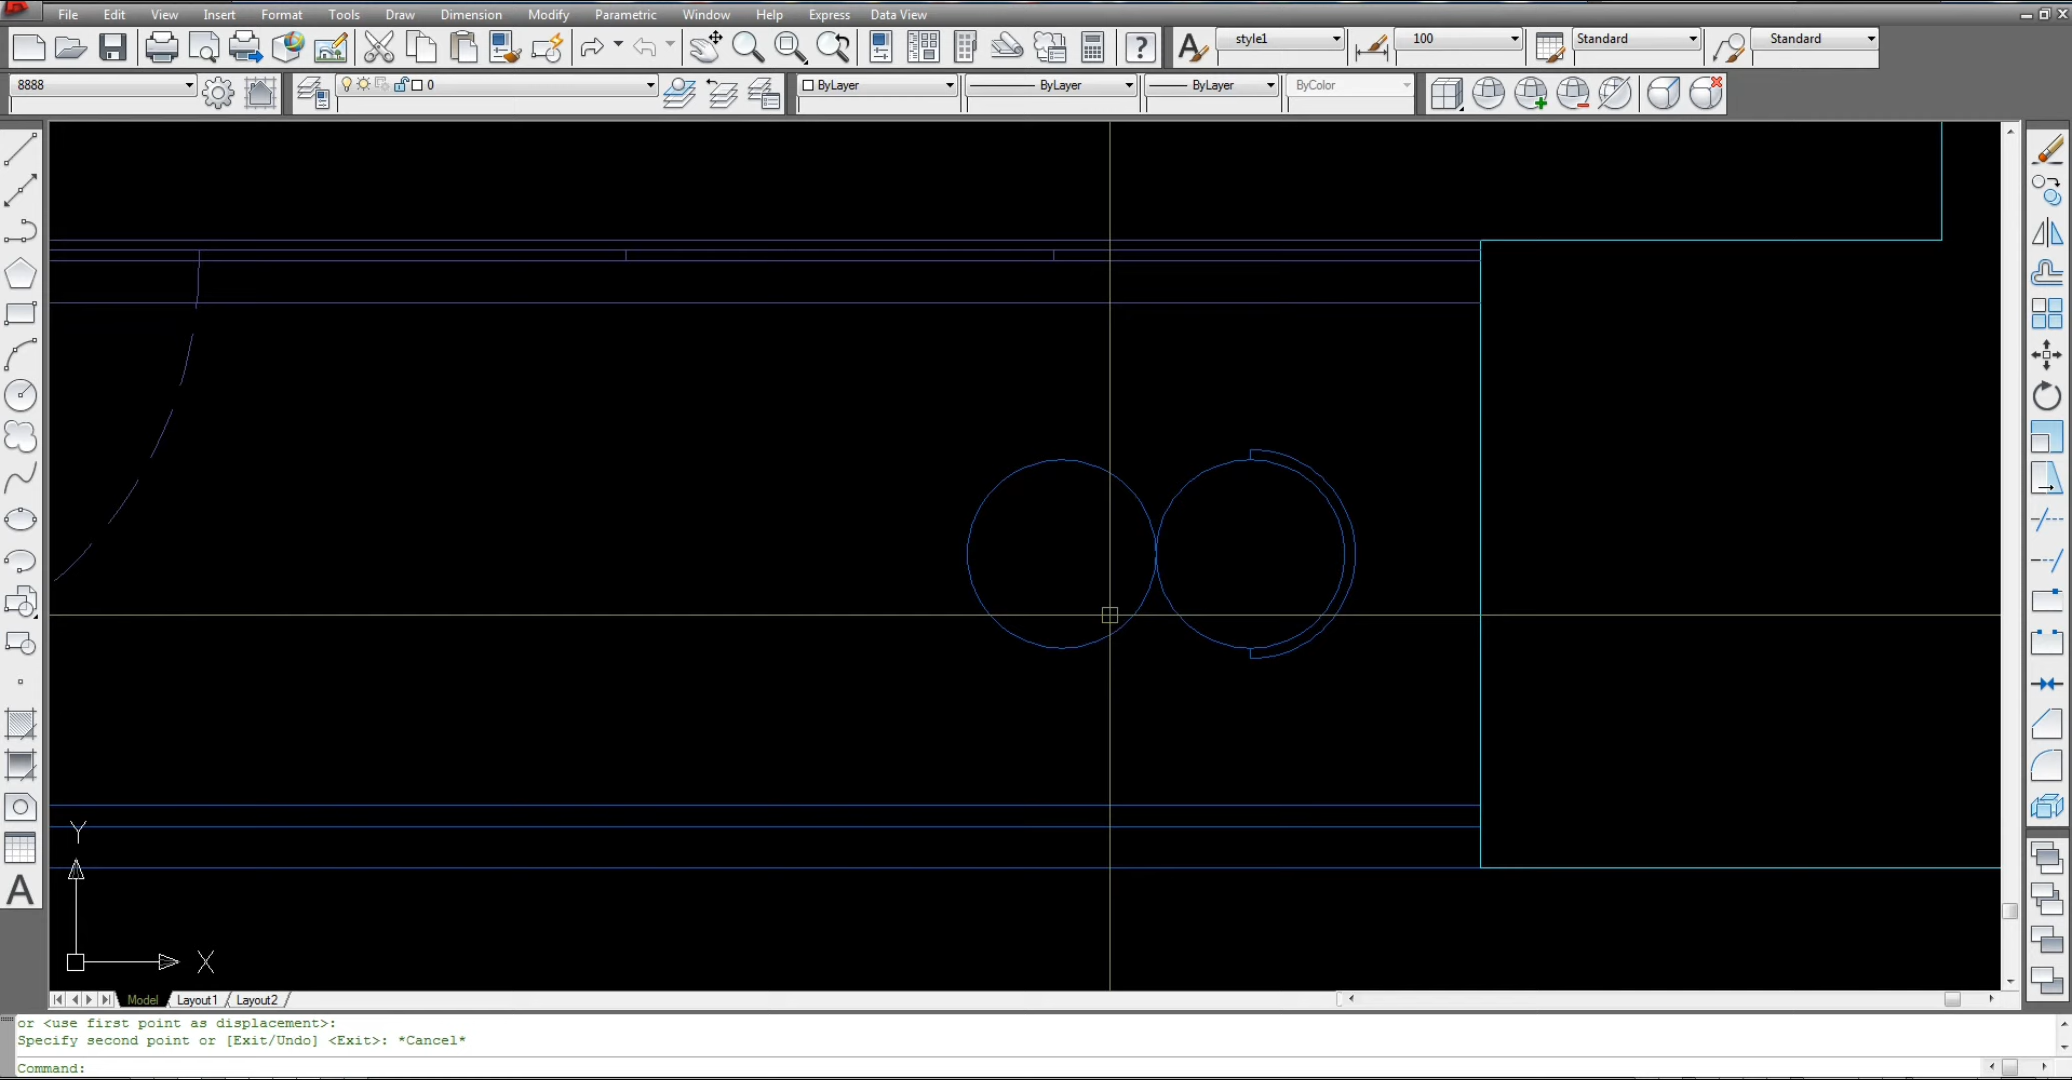 File Edit View Insert Format Tools Draw Dimension Modify Parametric Window Help Express Data View
style1 100 Standard Standard
8888 0 ByLayer ByLayer ByLayer ByColor
Y
X
Model Layout1 Layout2
or <use first point as displacement>:
Specify second point or [Exit/Undo] <Exit>: *Cancel*
Command: